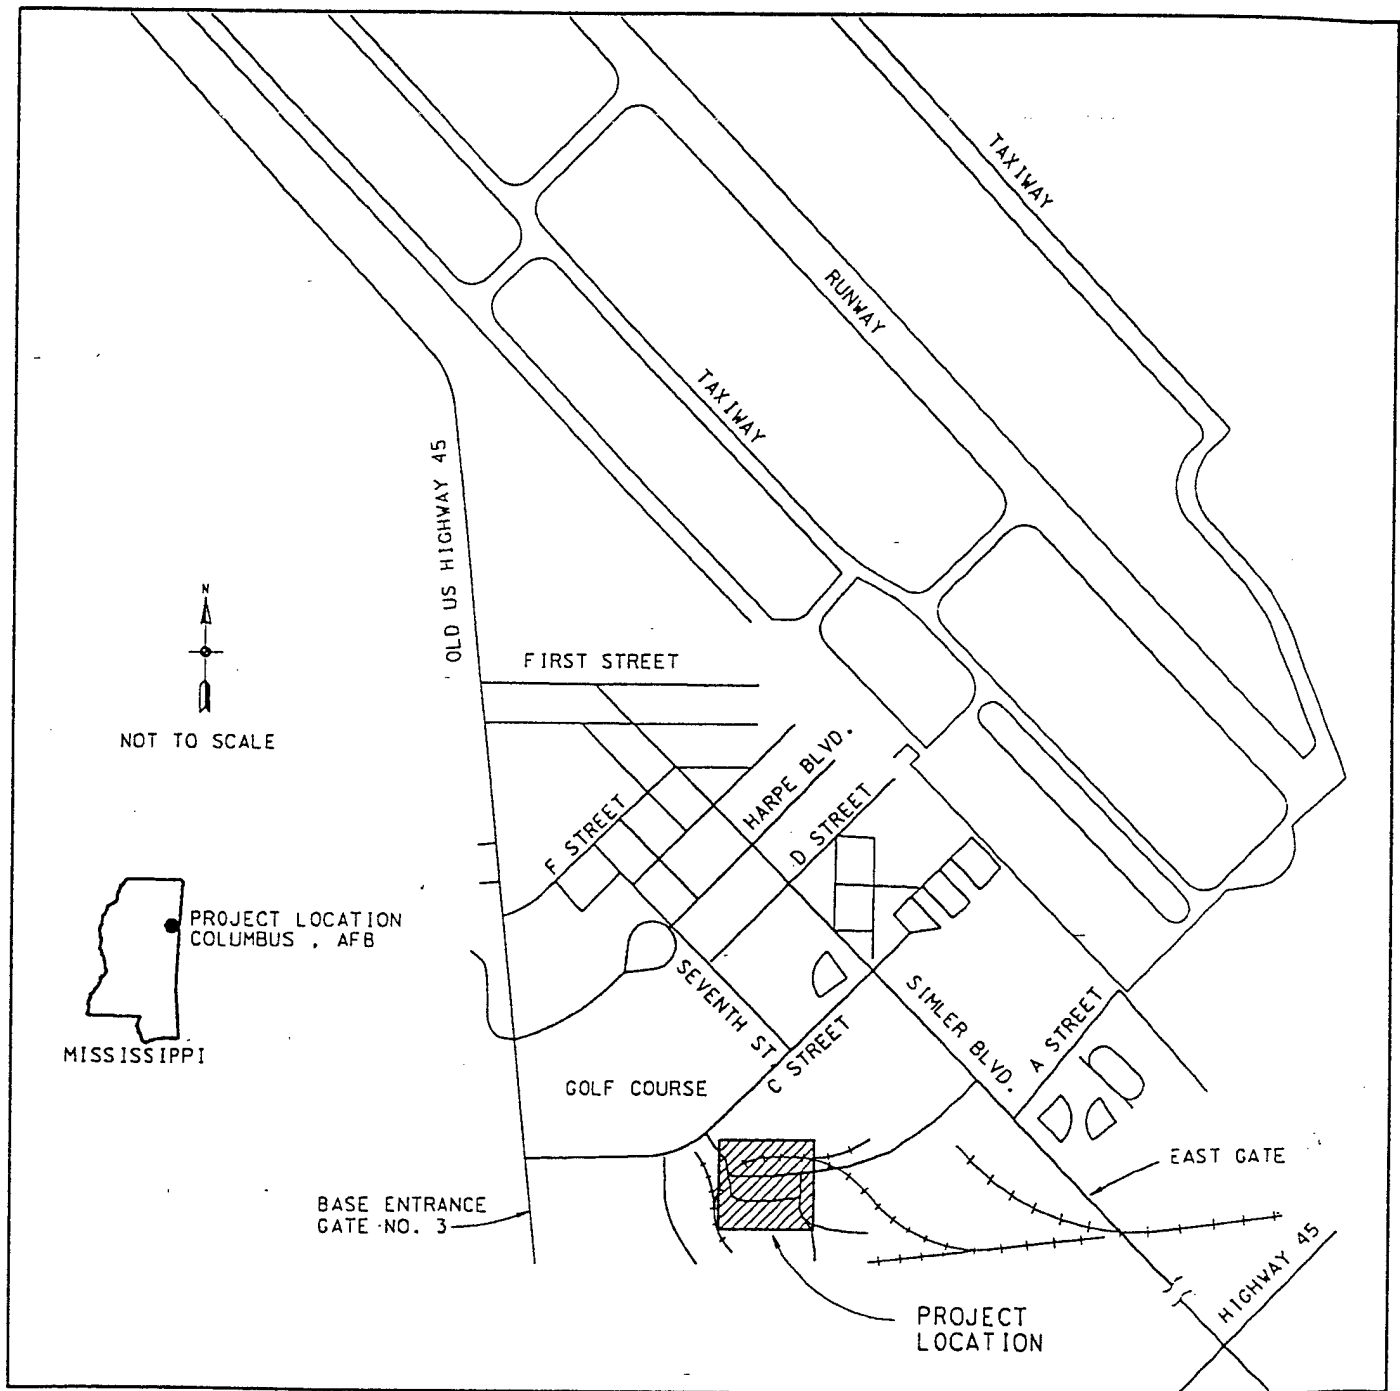 TAXIWAY
RUNWAY
TAXIWAY
OLD US HIGHWAY 45
N
NOT TO SCALE
FIRST STREET
HARPE BLVD.
F STREET
D STREET
PROJECT LOCATION
COLUMBUS , AFB
MISSISSIPPI
SEVENTH ST
C STREET
SIMLER BLVD.
A STREET
GOLF COURSE
EAST GATE
BASE ENTRANCE
GATE NO. 3
HIGHWAY 45
PROJECT
LOCATION